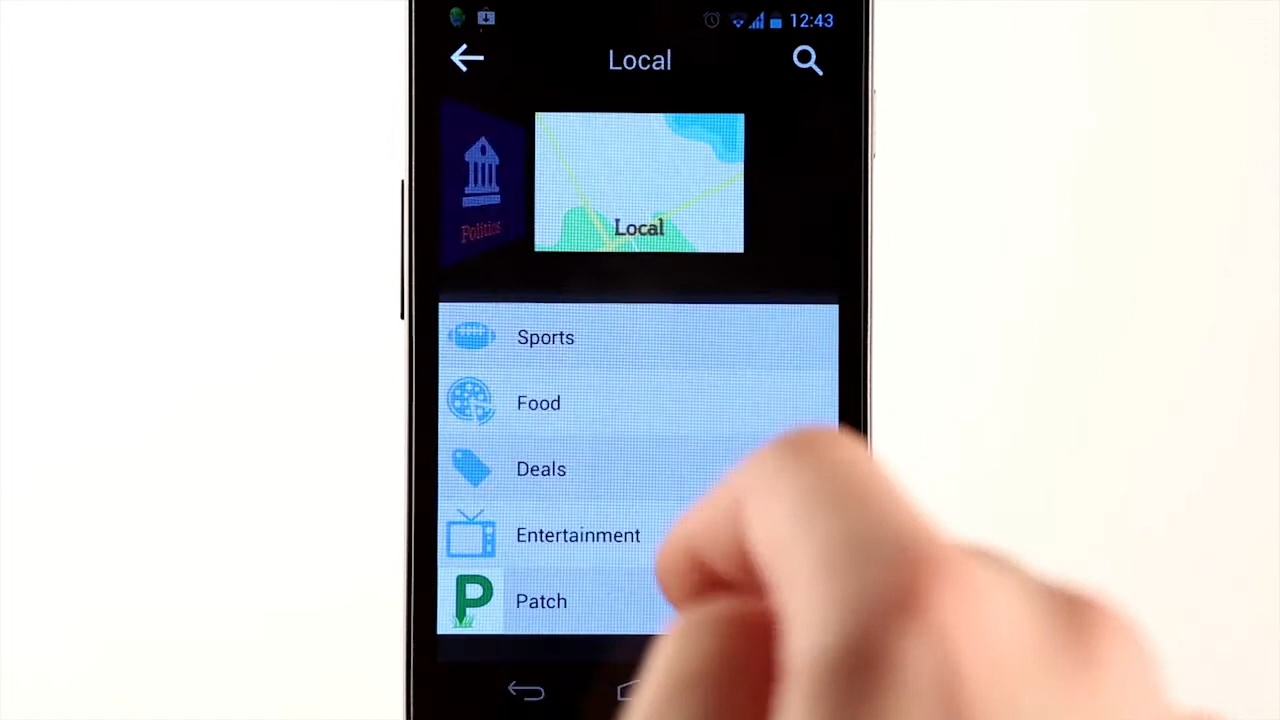 12:43
Local
Politics
Local
Sports
Food
Deals
Entertainment
P
Patch